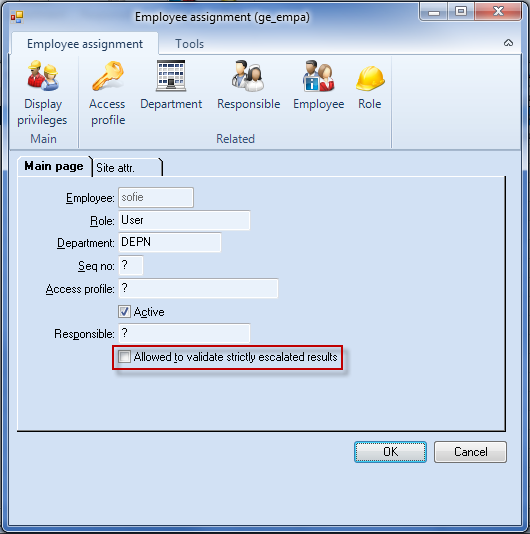 Employee assignment (ge_empa)
Employee assignment Tools
Display privileges
Access profile
Department
Responsible
Employee
Role
Main
Related
Main page
Site attr.
Employee: sofie
Role: User
Department: DEPN
Seq no: ?
Access profile: ?
Active
Responsible: ?
Allowed to validate strictly escalated results
OK Cancel